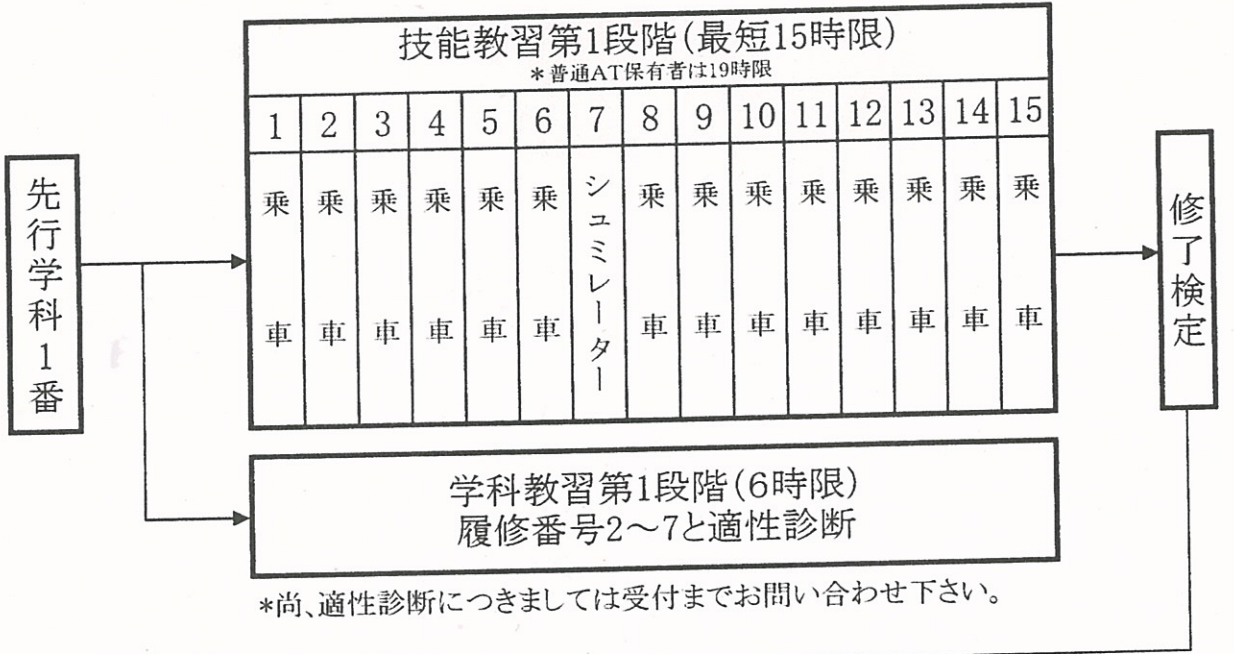 先行学科1番
技能教習第1段階(最短15時限)
*普通AT保有者は19時限
1 2 3 4 5 6 7 8 9 10 11 12 13 14 15
乗車 乗車 乗車 乗車 乗車 乗車 シュミレーター 乗車 乗車 乗車 乗車 乗車 乗車 乗車 乗車
修了検定
学科教習第1段階(6時限)
履修番号2～7と適性診断
*尚、適性診断につきましては受付までお問い合わせ下さい。